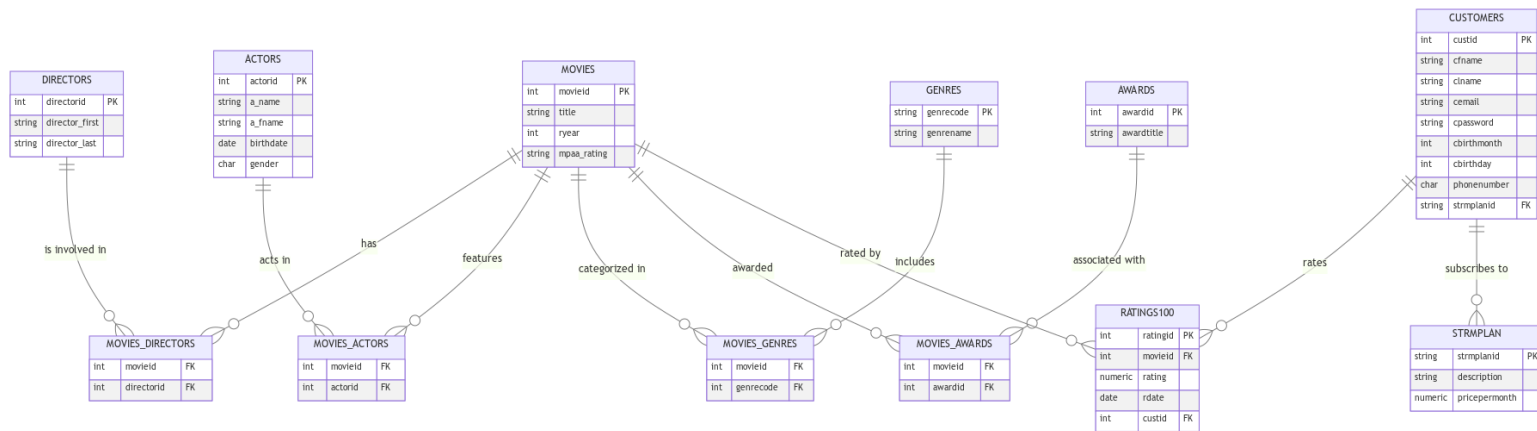 DIRECTORS
int directorid PK
string director_first
string director_last
ACTORS
int actorid PK
string a_name
string a_fname
date birthdate
char gender
MOVIES
int movieid PK
string title
int ryear
string mpaa_rating
GENRES
string genrecode PK
string genrename
AWARDS
int awardid PK
string awardtitle
CUSTOMERS
int custid PK
string cfname
string clname
string cemail
string cpassword
int cbirthmonth
int cbirthday
char phonenumber
string strmplanid FK
is involved in
acts in
has
features
categorized in
awarded
rated by
includes
associated with
rates
subscribes to
MOVIES_DIRECTORS
int movieid FK
int directorid FK
MOVIES_ACTORS
int movieid FK
int actorid FK
MOVIES_GENRES
int movieid FK
int genrecode FK
MOVIES_AWARDS
int movieid FK
int awardid FK
RATINGS100
int ratingid PK
int movieid FK
numeric rating
date rdate
int custid FK
STRMPLAN
string strmplanid PK
string description
numeric pricepermonth